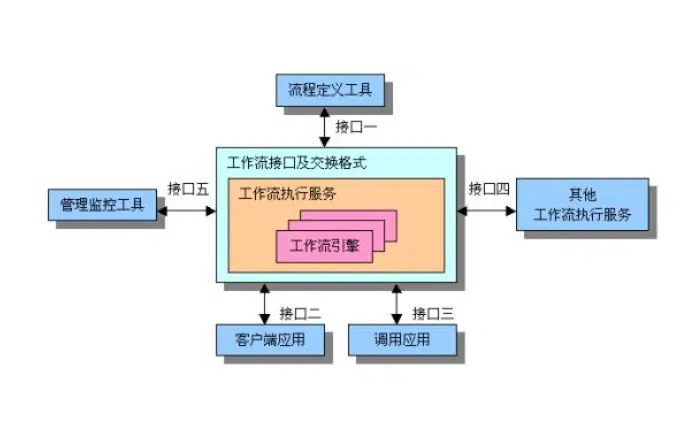 流程定义工具
接口一
工作流接口及交换格式
工作流执行服务
工作流引擎
接口五
管理监控工具
接口四
其他
工作流执行服务
接口二
接口三
客户端应用
调用应用